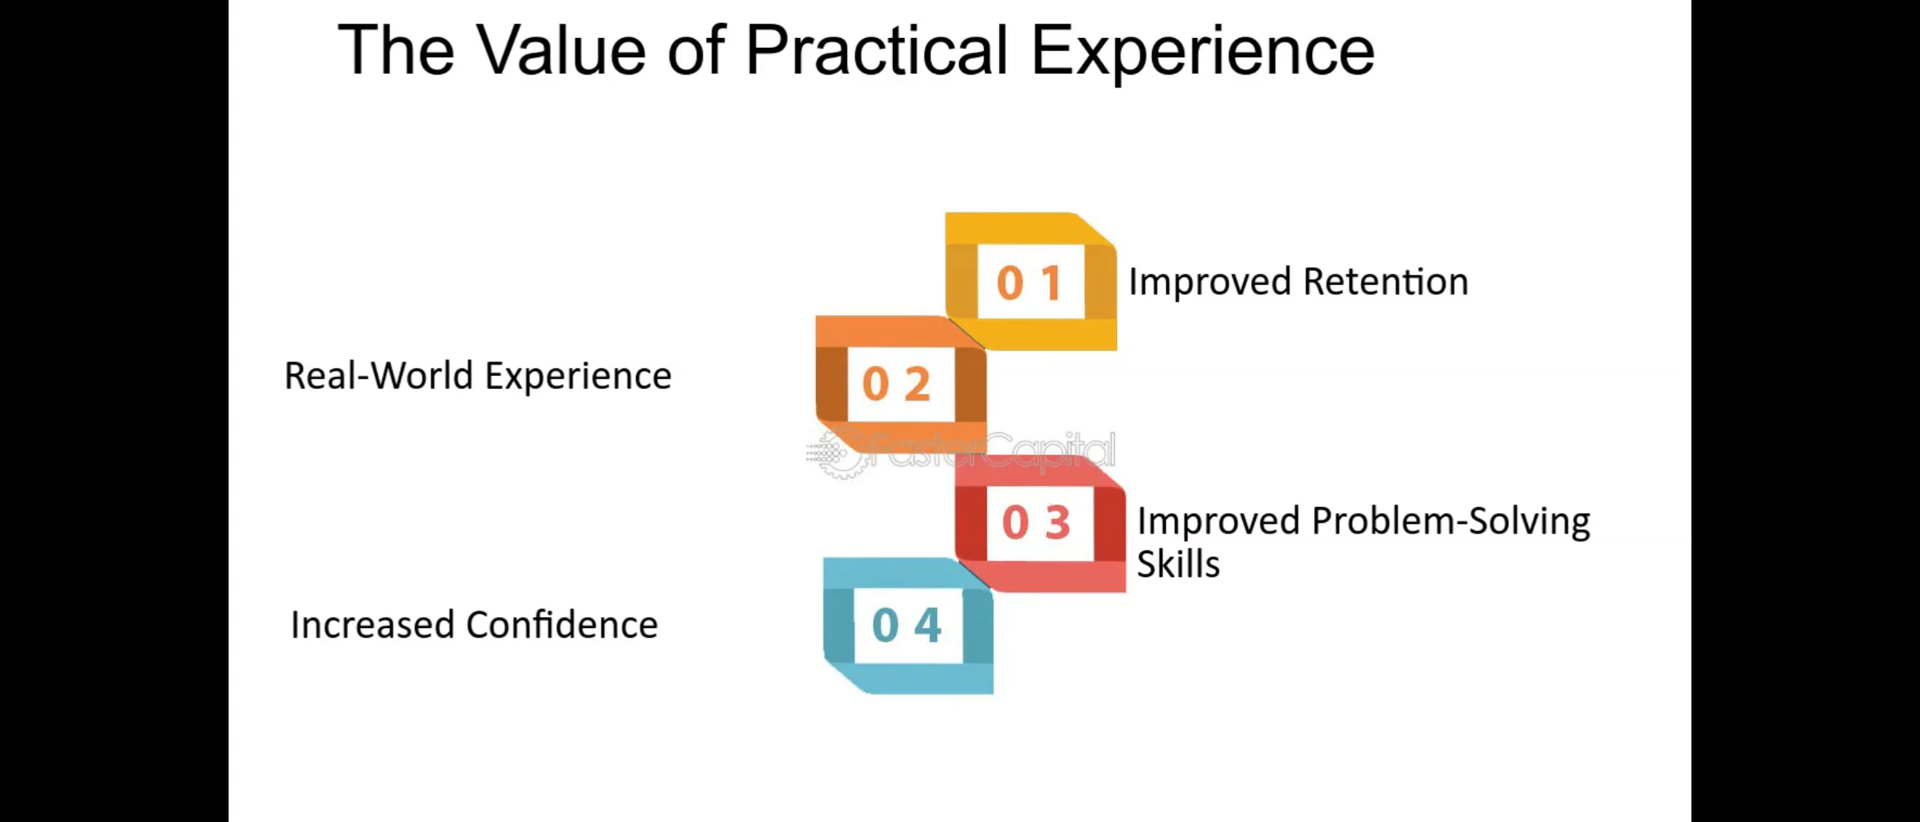 The Value of Practical Experience
0 1
Improved Retention
Real-World Experience
0 2
FasterCapital
0 3
Improved Problem-Solving
Skills
Increased Confidence
0 4